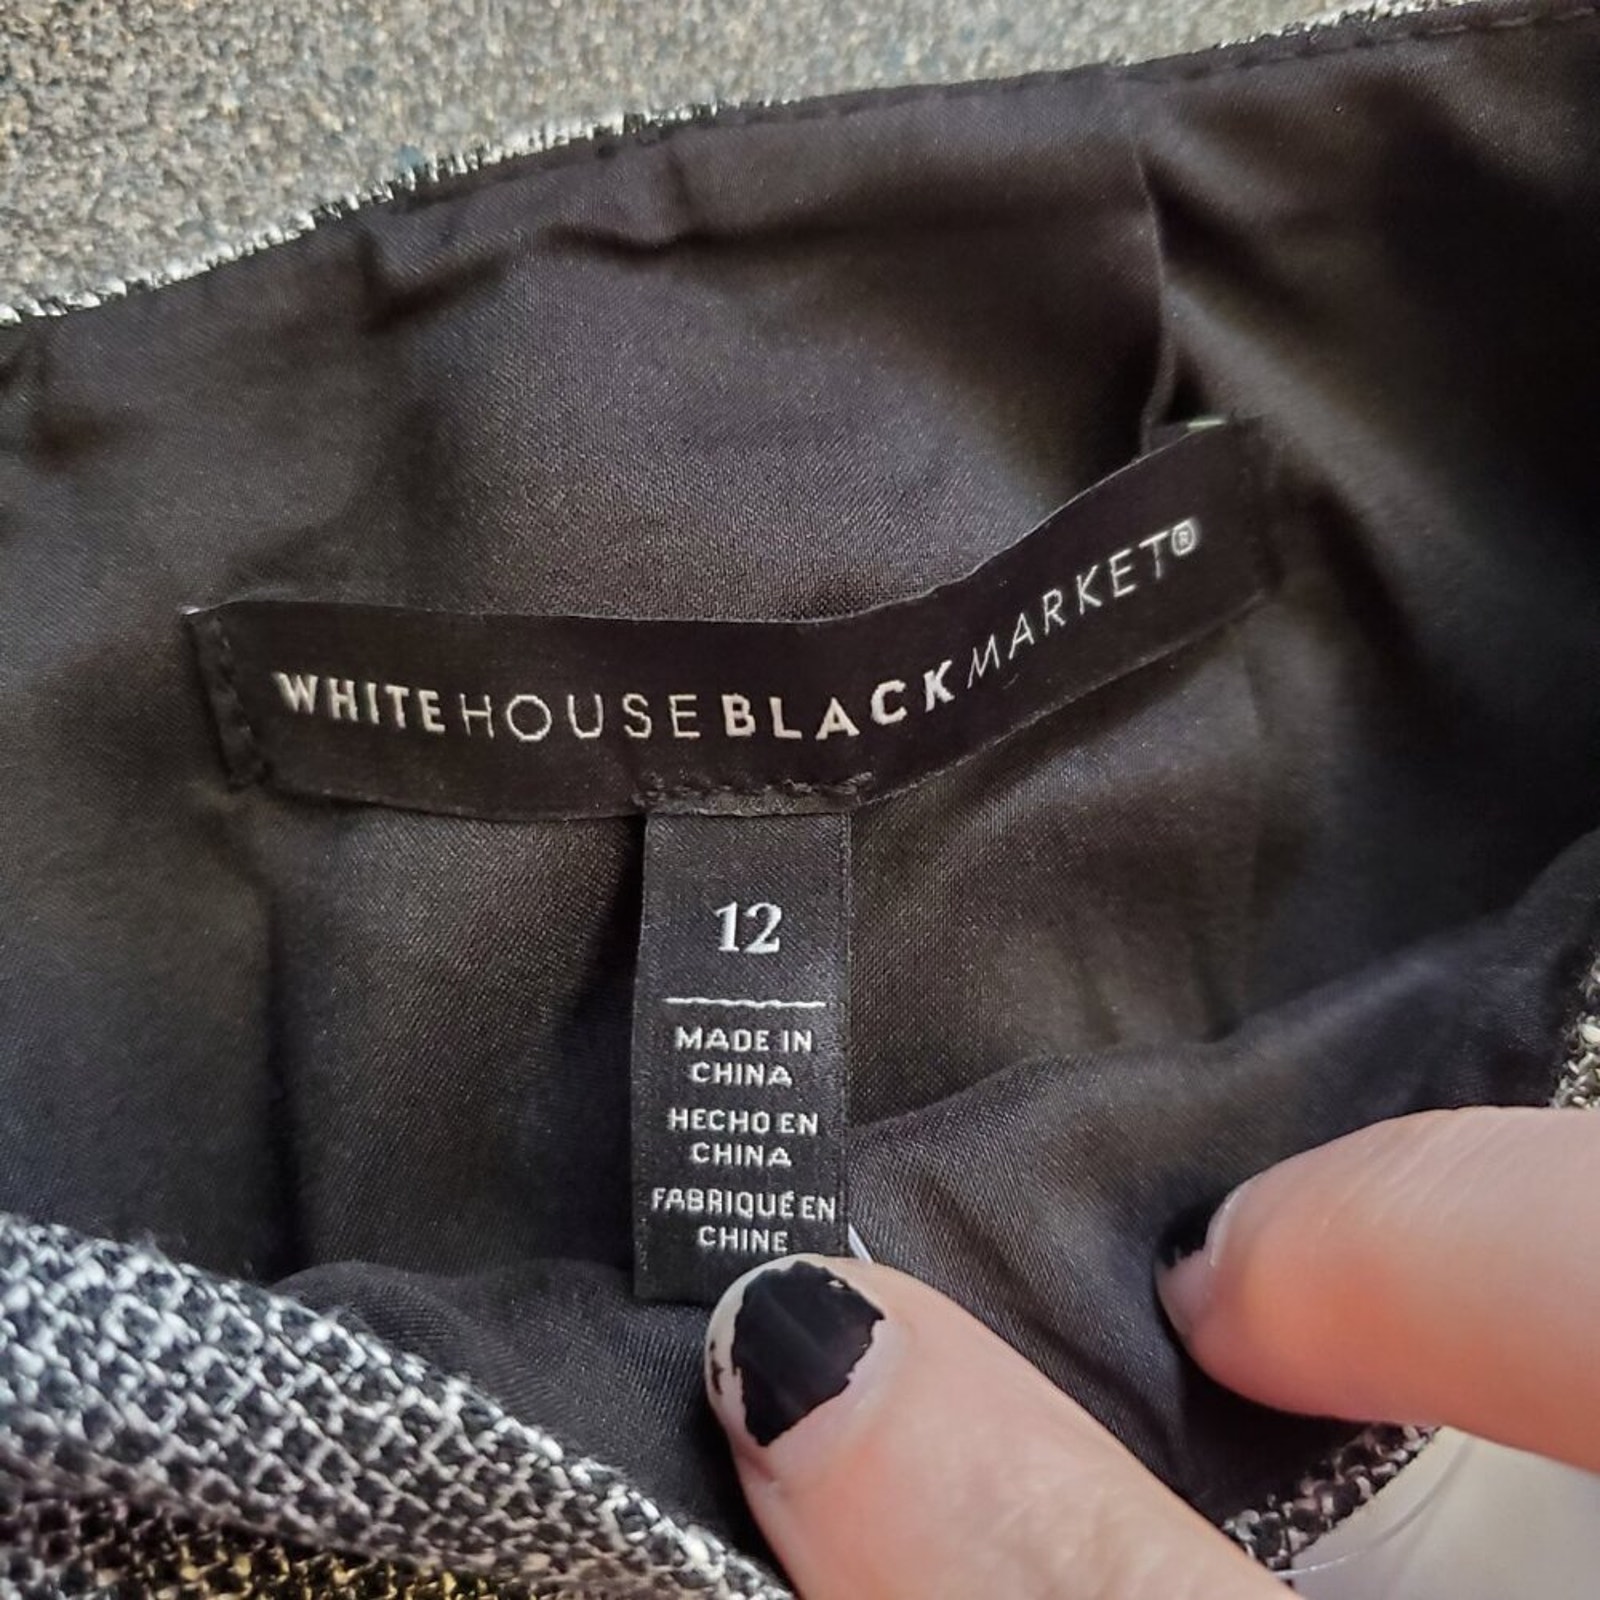 WHITEHOUSEBLACKMARKET®
12
MADE IN
CHINA
HECHO EN
CHINA
FABRIQUÉ EN
CHINE